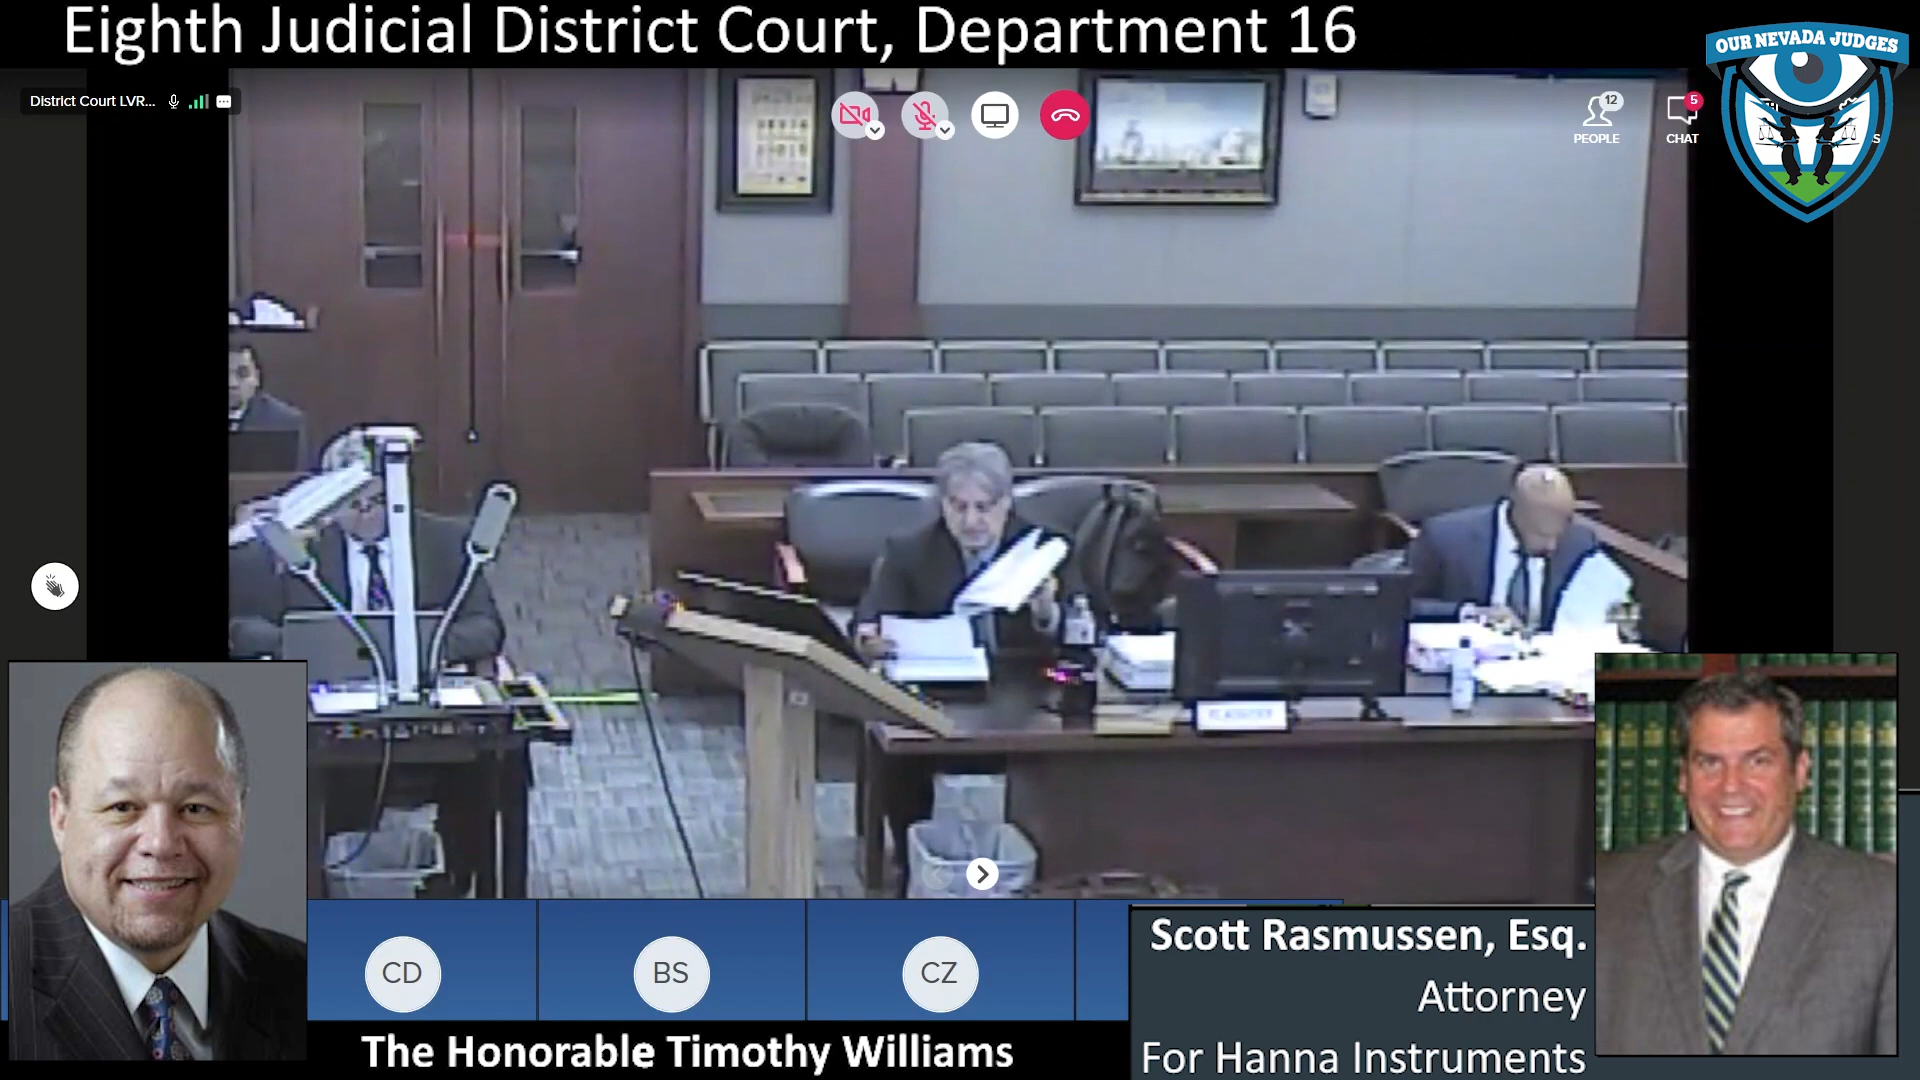 Eighth Judicial District Court, Department 16
OUR NEVADA JUDGES
District Court LVR...
12
PEOPLE
5
CHAT
S
PLAINTIFF
CD
BS
CZ
The Honorable Timothy Williams
Scott Rasmussen, Esq.
Attorney
For Hanna Instruments